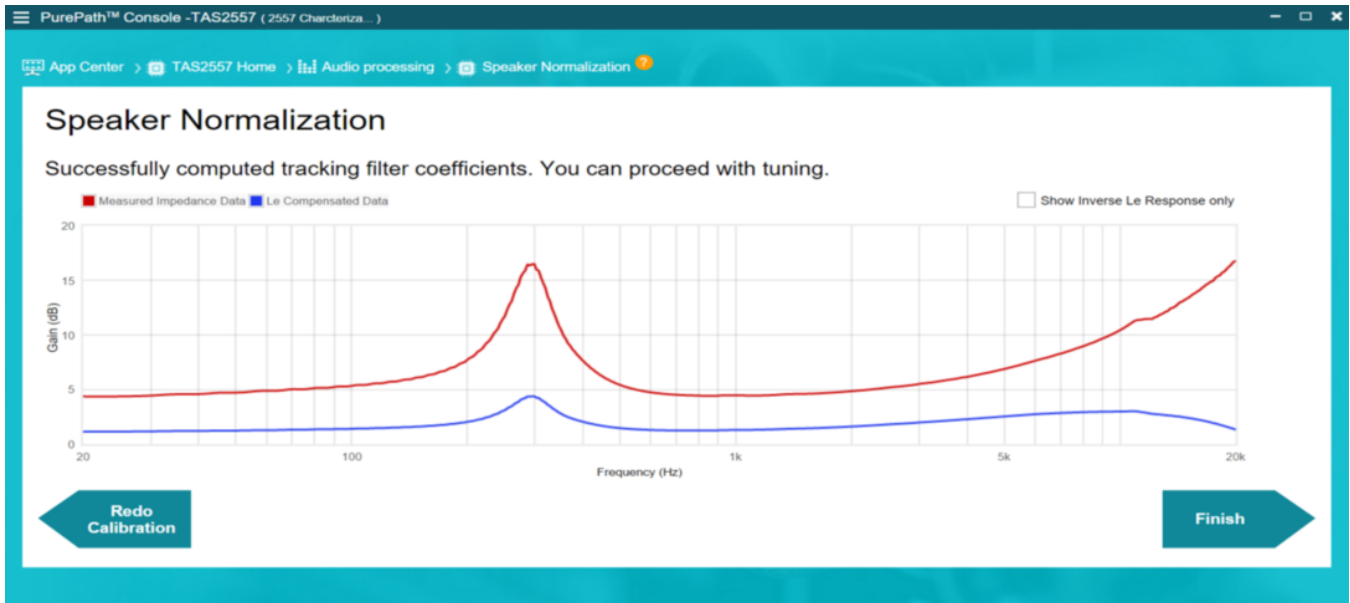 PurePath™ Console -TAS2557 ( 2557 Charcteriza... )
App Center > TAS2557 Home > Audio processing > Speaker Normalization ?
Speaker Normalization
Successfully computed tracking filter coefficients. You can proceed with tuning.
Measured Impedance Data Le Compensated Data Show Inverse Le Response only
20
15
10
5
0
Gain (dB)
20 100 1k 5k 20k
Frequency (Hz)
Redo
Calibration
Finish